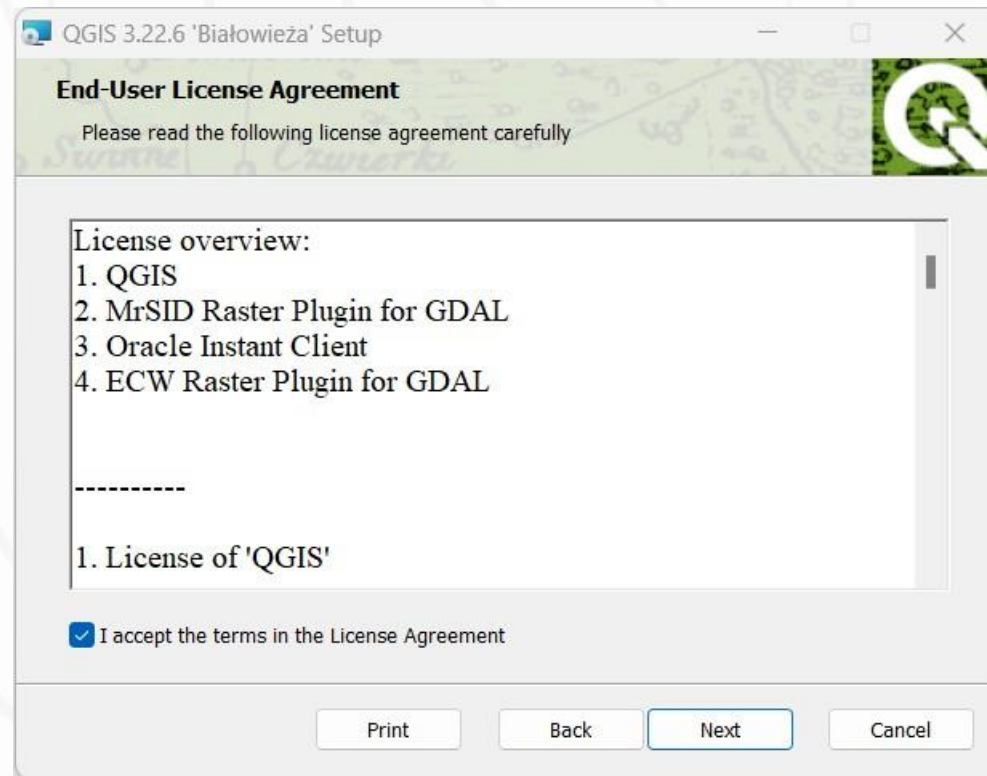 QGIS 3.22.6 'Białowieża' Setup
End-User License Agreement
Please read the following license agreement carefully
Swinne Czwierki
License overview:
1. QGIS
2. MrSID Raster Plugin for GDAL
3. Oracle Instant Client
4. ECW Raster Plugin for GDAL
----------
1. License of 'QGIS'
I accept the terms in the License Agreement
Print Back Next Cancel